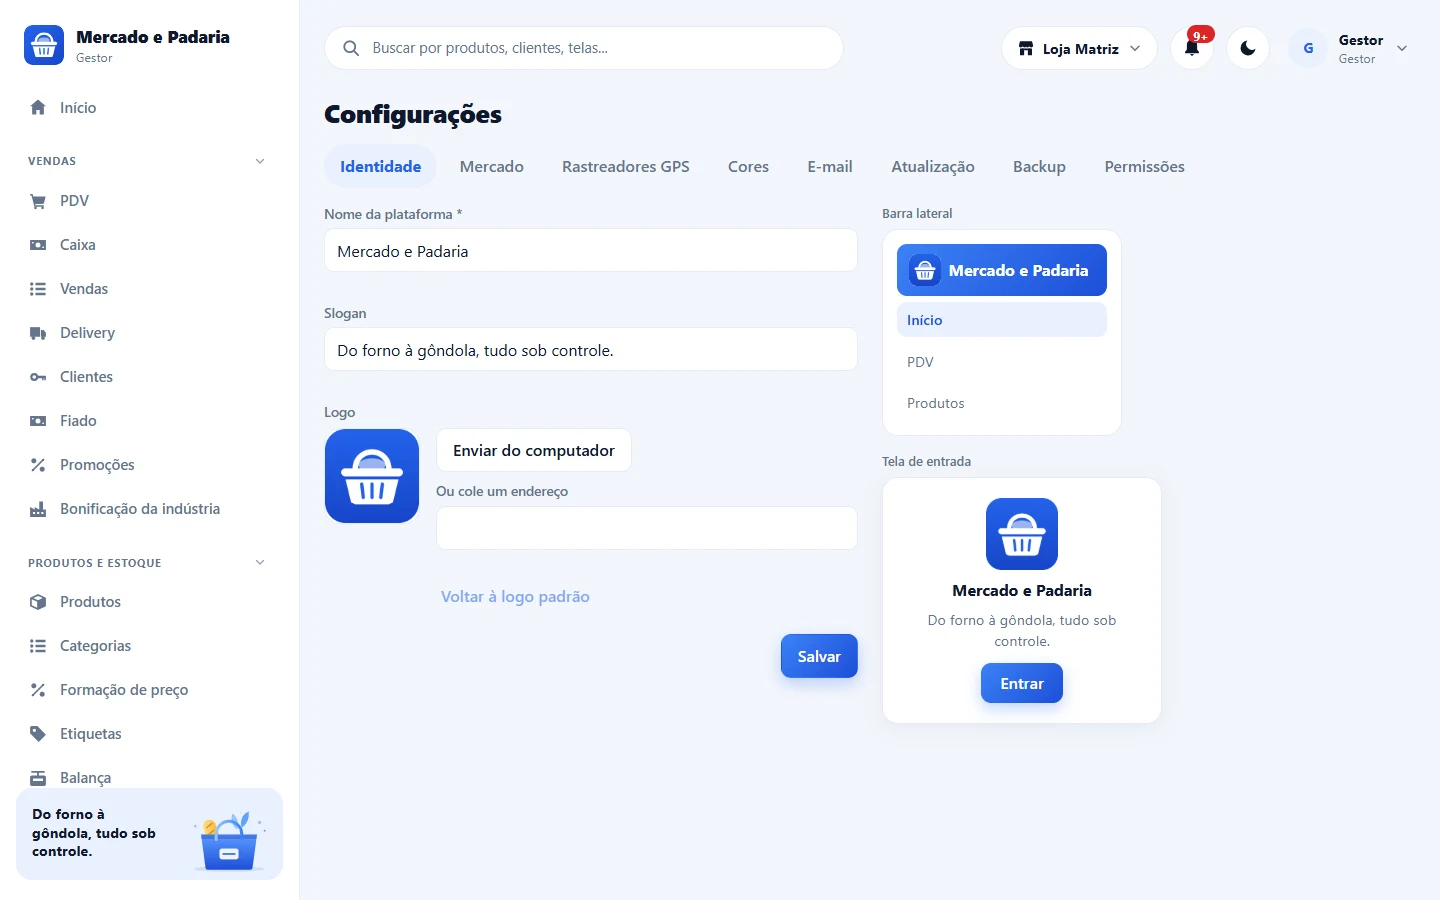 Mercado e Padaria
Gestor
Início
VENDAS
PDV
Caixa
Vendas
Delivery
Clientes
Fiado
Promoções
Bonificação da indústria
PRODUTOS E ESTOQUE
Produtos
Categorias
Formação de preço
Etiquetas
Balança
Do forno à
gôndola, tudo sob
controle.
Buscar por produtos, clientes, telas...
Loja Matriz
9+
G
Gestor
Gestor
Configurações
Identidade
Mercado
Rastreadores GPS
Cores
E-mail
Atualização
Backup
Permissões
Nome da plataforma *
Mercado e Padaria
Slogan
Do forno à gôndola, tudo sob controle.
Logo
Enviar do computador
Ou cole um endereço
Voltar à logo padrão
Salvar
Barra lateral
Mercado e Padaria
Início
PDV
Produtos
Tela de entrada
Mercado e Padaria
Do forno à gôndola, tudo sob
controle.
Entrar